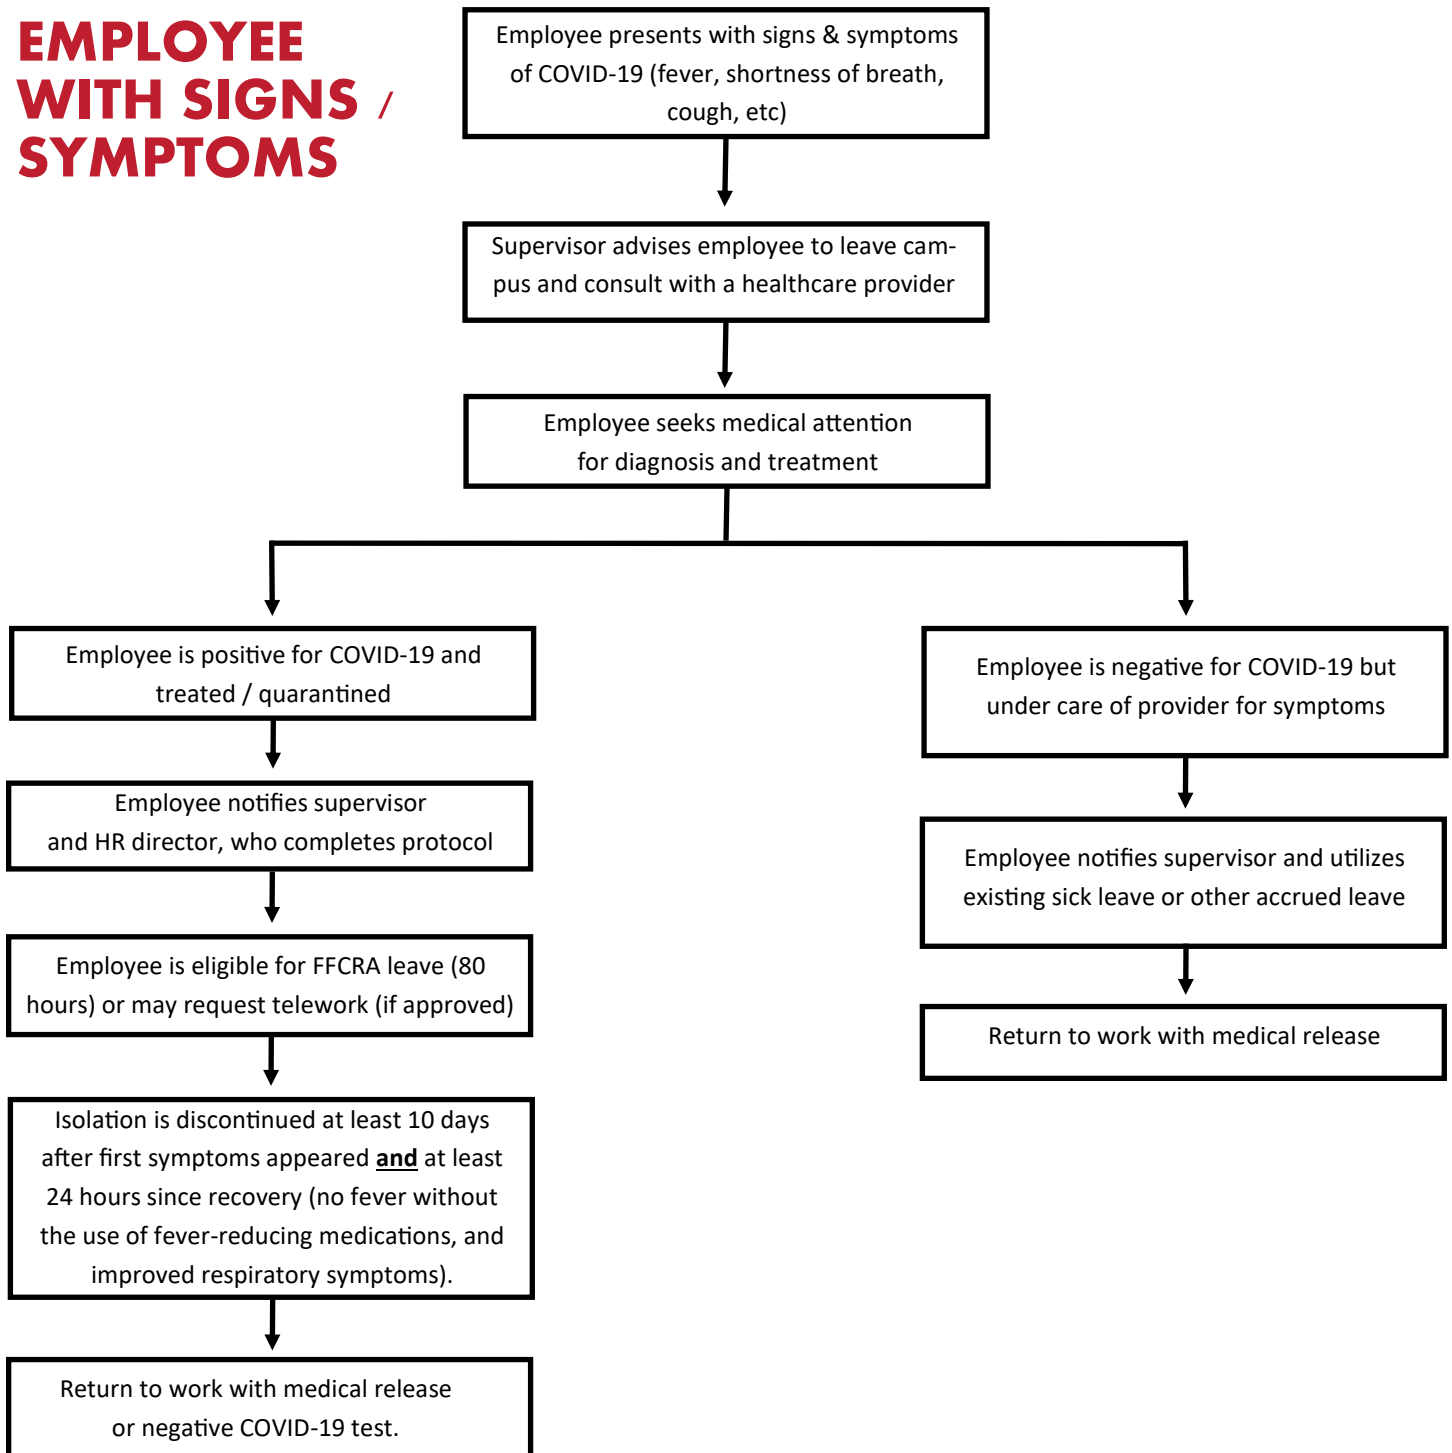 EMPLOYEE
WITH SIGNS /
SYMPTOMS
Employee presents with signs & symptoms
of COVID-19 (fever, shortness of breath,
cough, etc)
Supervisor advises employee to leave cam-
pus and consult with a healthcare provider
Employee seeks medical attention
for diagnosis and treatment
Employee is positive for COVID-19 and
treated / quarantined
Employee notifies supervisor
and HR director, who completes protocol
Employee is eligible for FFCRA leave (80
hours) or may request telework (if approved)
Isolation is discontinued at least 10 days
after first symptoms appeared and at least
24 hours since recovery (no fever without
the use of fever-reducing medications, and
improved respiratory symptoms).
Return to work with medical release
or negative COVID-19 test.
Employee is negative for COVID-19 but
under care of provider for symptoms
Employee notifies supervisor and utilizes
existing sick leave or other accrued leave
Return to work with medical release